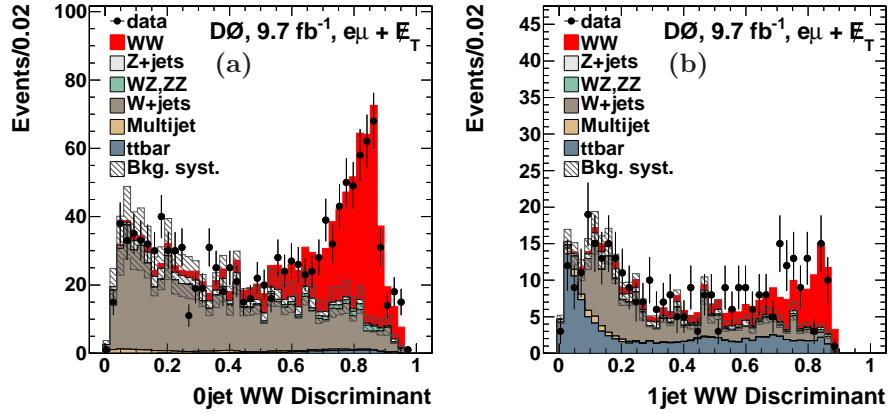 Events/0.02
100
80
60
40
20
0
data
WW
Z+jets
WZ,ZZ
W+jets
Multijet
ttbar
Bkg. syst.
DØ, 9.7 fb-1, eμ + E̸T
(a)
0 0.2 0.4 0.6 0.8 1
0jet WW Discriminant
Events/0.02
45
40
35
30
25
20
15
10
5
0
data
WW
Z+jets
WZ,ZZ
W+jets
Multijet
ttbar
Bkg. syst.
DØ, 9.7 fb-1, eμ + E̸T
(b)
0 0.2 0.4 0.6 0.8 1
1jet WW Discriminant